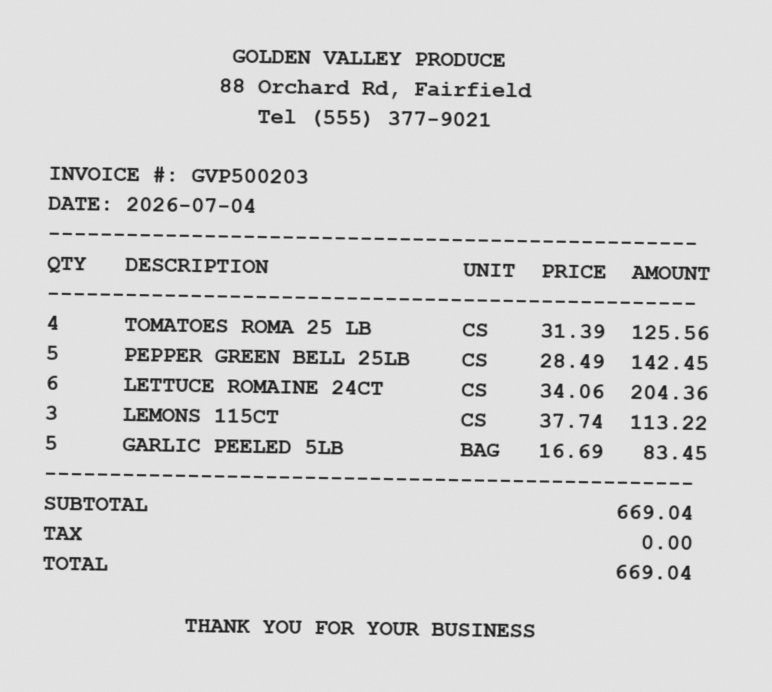 GOLDEN VALLEY PRODUCE
88 Orchard Rd, Fairfield
Tel (555) 377-9021
INVOICE #: GVP500203
DATE: 2026-07-04
--------------------------------------------------
QTY DESCRIPTION UNIT PRICE AMOUNT
--------------------------------------------------
4 TOMATOES ROMA 25 LB CS 31.39 125.56
5 PEPPER GREEN BELL 25LB CS 28.49 142.45
6 LETTUCE ROMAINE 24CT CS 34.06 204.36
3 LEMONS 115CT CS 37.74 113.22
5 GARLIC PEELED 5LB BAG 16.69 83.45
--------------------------------------------------
SUBTOTAL 669.04
TAX 0.00
TOTAL 669.04
THANK YOU FOR YOUR BUSINESS